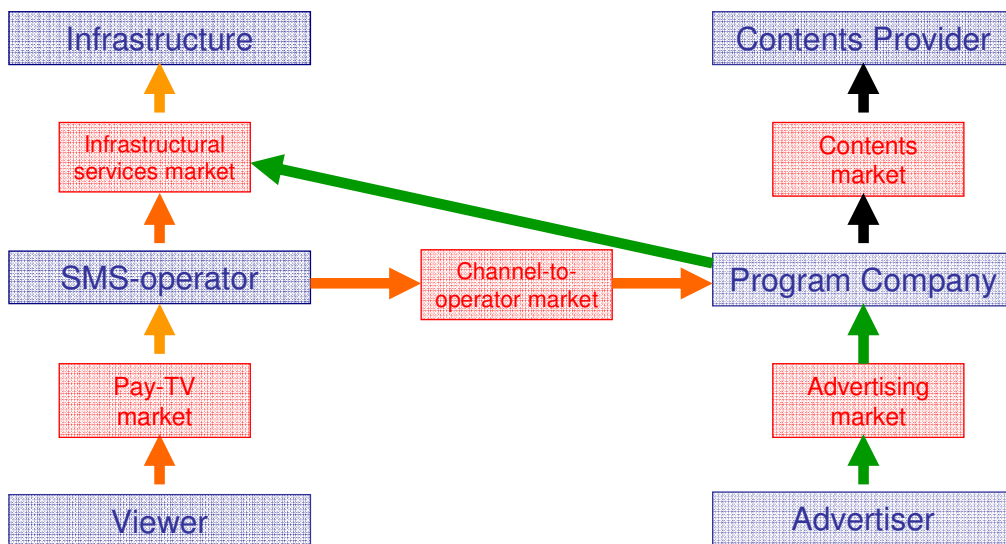 Infrastructure
Contents Provider
Infrastructural
services market
Contents
market
SMS-operator
Channel-to-
operator market
Program Company
Pay-TV
market
Advertising
market
Viewer
Advertiser